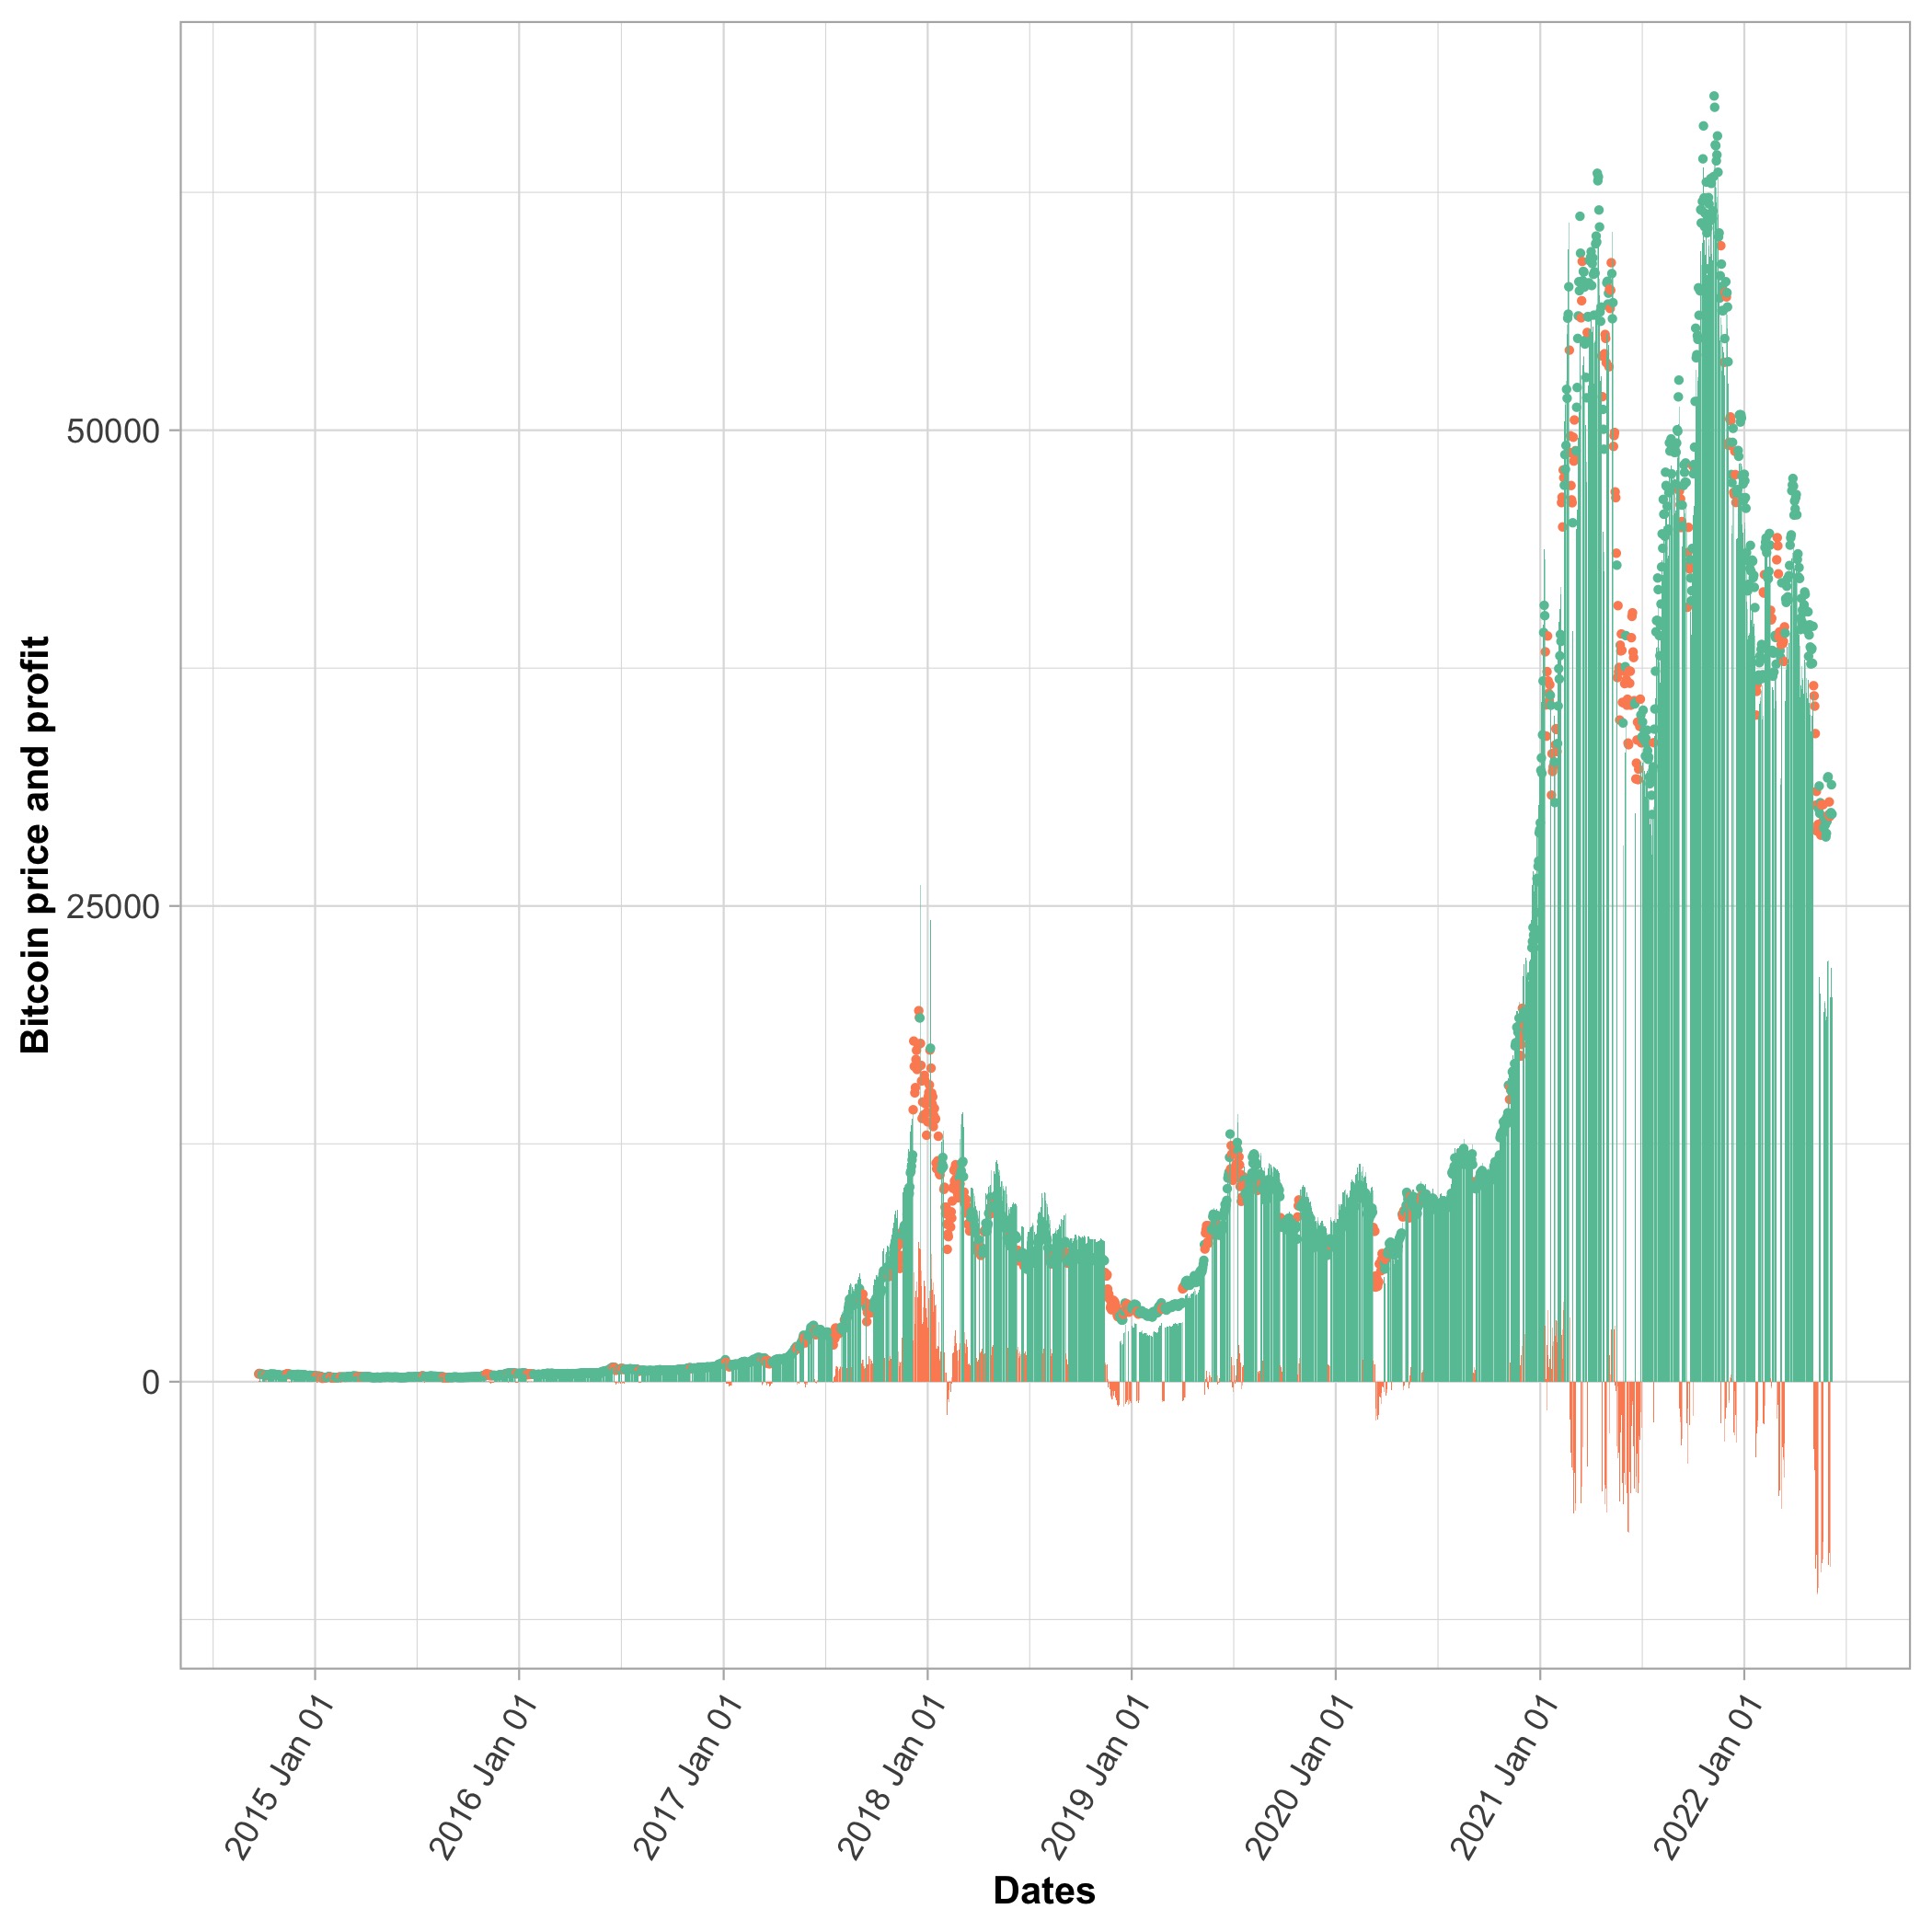 Bitcoin price and profit
50000
25000
0
2015 Jan 01
2016 Jan 01
2017 Jan 01
2018 Jan 01
2019 Jan 01
2020 Jan 01
2021 Jan 01
2022 Jan 01
Dates